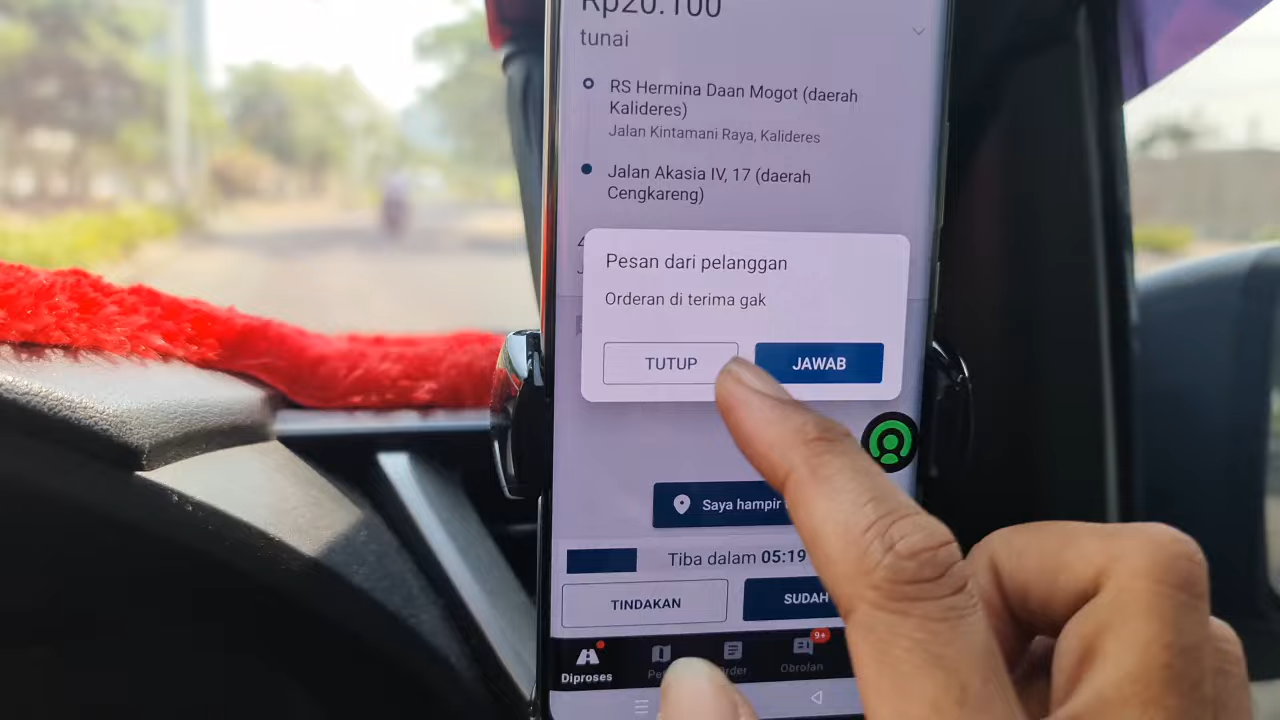 Rp20.100
tunai
RS Hermina Daan Mogot (daerah
Kalideres)
Jalan Kintamani Raya, Kalideres
Jalan Akasia IV, 17 (daerah
Cengkareng)
Pesan dari pelanggan
Orderan di terima gak
TUTUP
JAWAB
Saya hampir
Tiba dalam 05:19
TINDAKAN
SUDAH
Diproses
Obrolan
9+